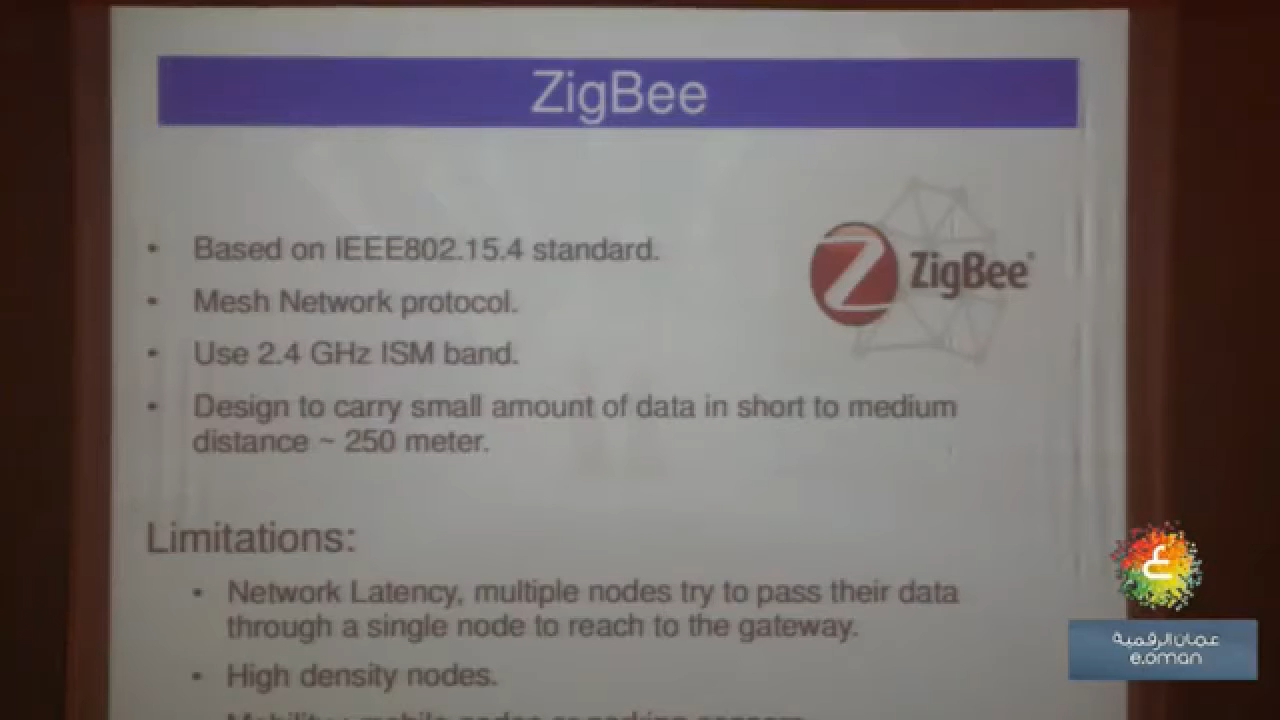 ZigBee
• Based on IEEE802.15.4 standard.
• Mesh Network protocol.
• Use 2.4 GHz ISM band.
• Design to carry small amount of data in short to medium
distance ~ 250 meter.
ZigBee
Limitations:
• Network Latency, multiple nodes try to pass their data
through a single node to reach to the gateway.
• High density nodes.
ع
عمان الرقمية
e.oman